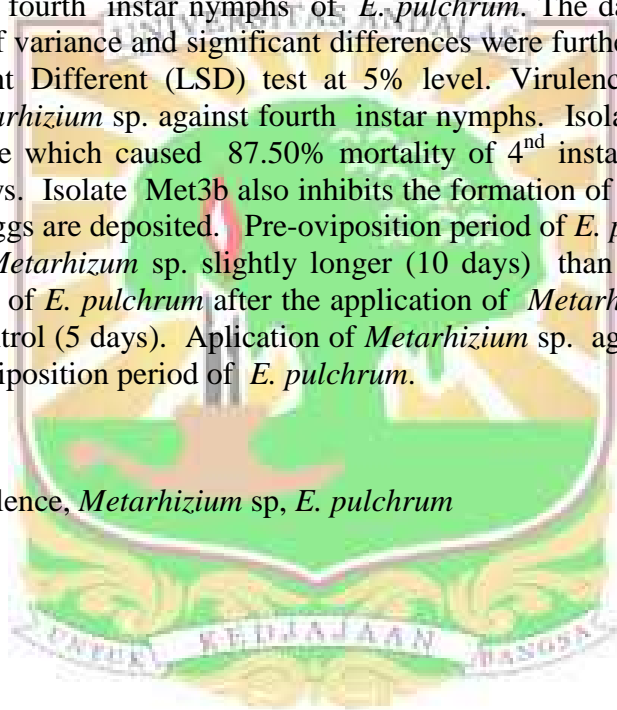 fourth instar nymphs of E. pulchrum. The da
UNIVERSITAS ANDALAS
f variance and significant differences were furthe
nt Different (LSD) test at 5% level. Virulenc
arhizium sp. against fourth instar nymphs. Isola
e which caused 87.50% mortality of 4nd insta
ys. Isolate Met3b also inhibits the formation of
ggs are deposited. Pre-oviposition period of E. p
Metarhizum sp. slightly longer (10 days) than
of E. pulchrum after the application of Metarh
ntrol (5 days). Aplication of Metarhizium sp. ag
iposition period of E. pulchrum.
lence, Metarhizium sp, E. pulchrum
UNTUK KEDJAJAAN BANGSA